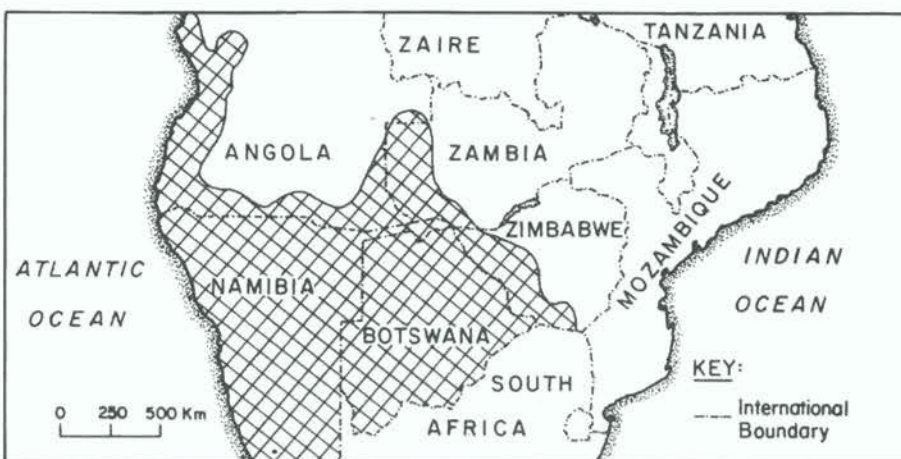 TANZANIA
ZAIRE
ANGOLA
ZAMBIA
ZIMBABWE
MOZAMBIQUE
ATLANTIC
OCEAN
NAMIBIA
INDIAN
OCEAN
BOTSWANA
SOUTH
AFRICA
KEY:
International
Boundary
0 250 500 Km